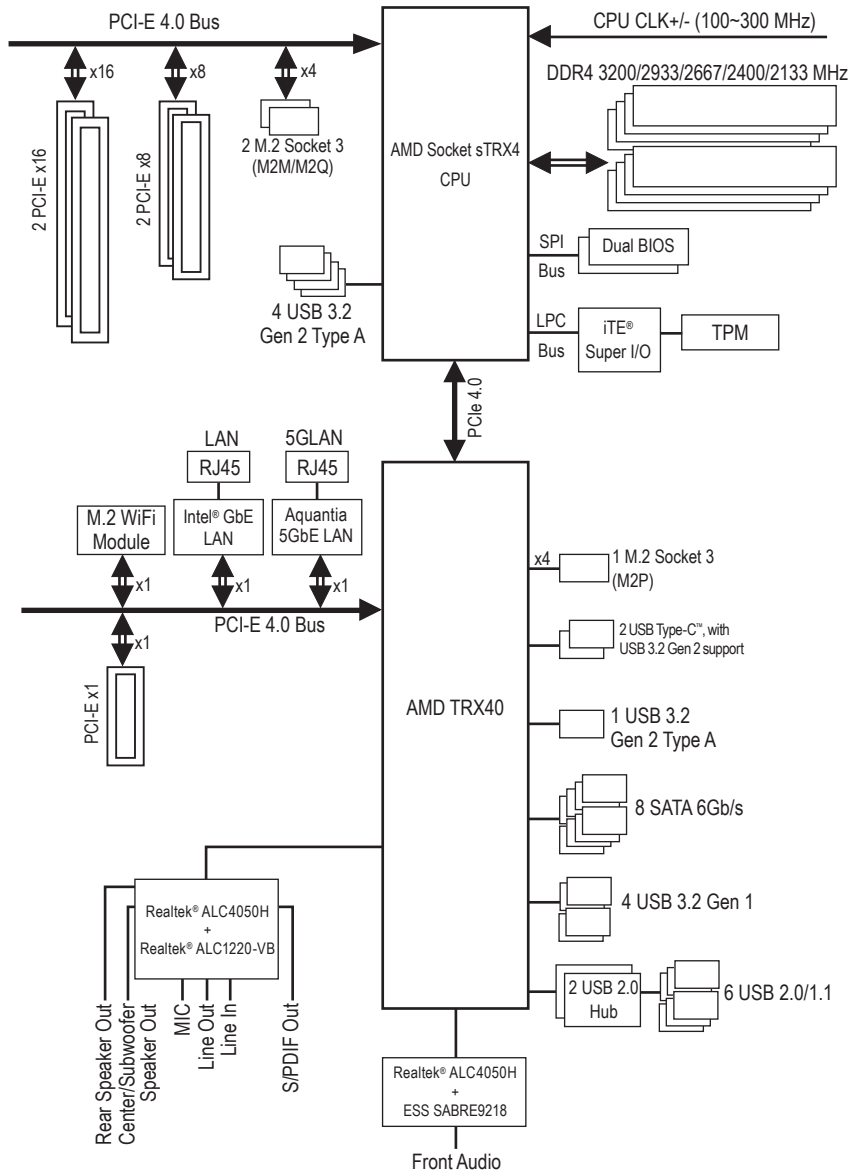 PCI-E 4.0 Bus
CPU CLK+/- (100~300 MHz)
x16
x8
x4
DDR4 3200/2933/2667/2400/2133 MHz
2 PCI-E x16
2 PCI-E x8
2 M.2 Socket 3
(M2M/M2Q)
AMD Socket sTRX4
CPU
SPI
Bus
Dual BIOS
4 USB 3.2
Gen 2 Type A
LPC
Bus
iTE®
Super I/O
TPM
PCIe 4.0
LAN
RJ45
5GLAN
RJ45
M.2 WiFi
Module
Intel® GbE
LAN
Aquantia
5GbE LAN
x1
x1
x1
PCI-E 4.0 Bus
x1
PCI-E x1
AMD TRX40
x4
1 M.2 Socket 3
(M2P)
2 USB Type-C™, with
USB 3.2 Gen 2 support
1 USB 3.2
Gen 2 Type A
8 SATA 6Gb/s
4 USB 3.2 Gen 1
2 USB 2.0
Hub
6 USB 2.0/1.1
Realtek® ALC4050H
+
Realtek® ALC1220-VB
Rear Speaker Out
Center/Subwoofer
Speaker Out
MIC
Line Out
Line In
S/PDIF Out
Realtek® ALC4050H
+
ESS SABRE9218
Front Audio